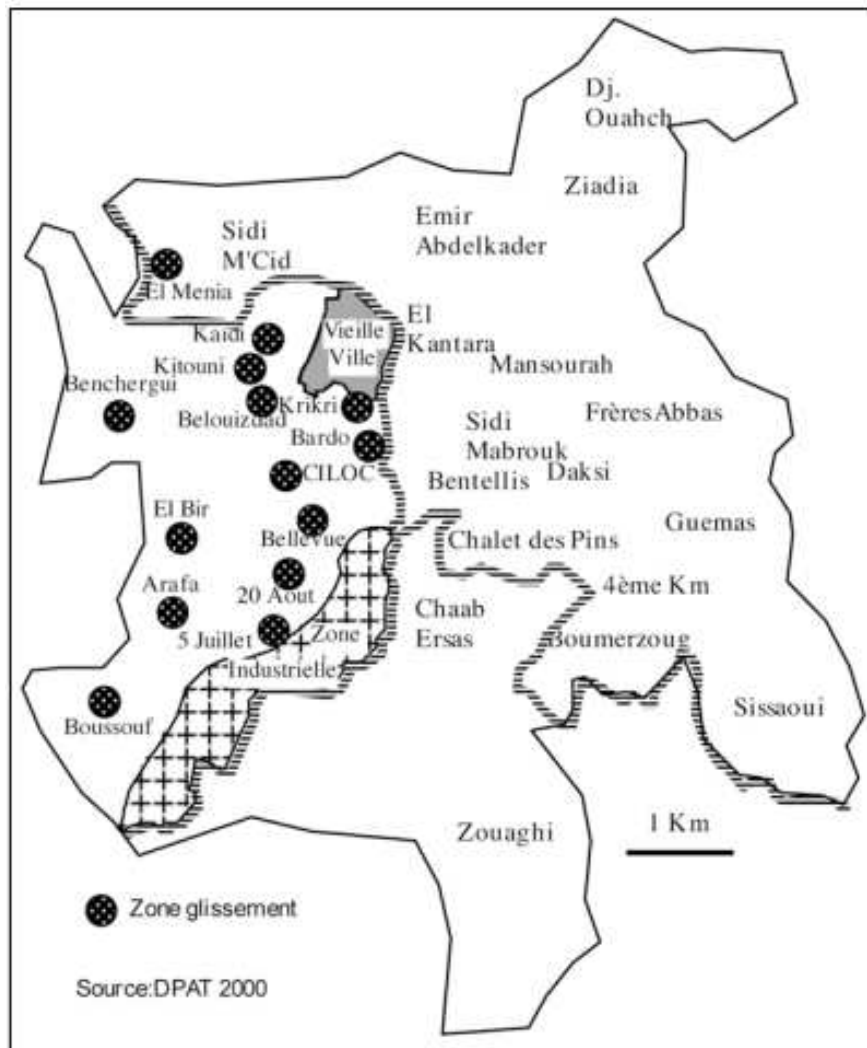 Dj.
Ouahch
Ziadia
Emir
Abdelkader
Sidi
M'Cid
El Menia
Kaidi
Vieille
Ville
El
Kantara
Kitouni
Mansourah
Benchergui
Belouizdad
Krikri
Frères Abbas
Sidi
Mabrouk
Bardo
CILOC
Bentellis
Daksi
El Bir
Bellevue
Guemas
Chalet des Pins
Arafa
20 Aout
4ème Km
Chaab
Ersas
5 Juillet
Zone
Industrielle
Boumerzoug
Boussouf
Sissaoui
Zouaghi
1 Km
Zone glissement
Source:DPAT 2000